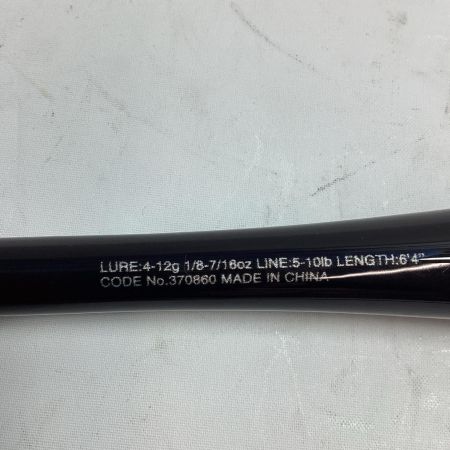 LURE:4-12g 1/8-7/16oz LINE:5-10lb LENGTH:6'4"
CODE No.370860 MADE IN CHINA